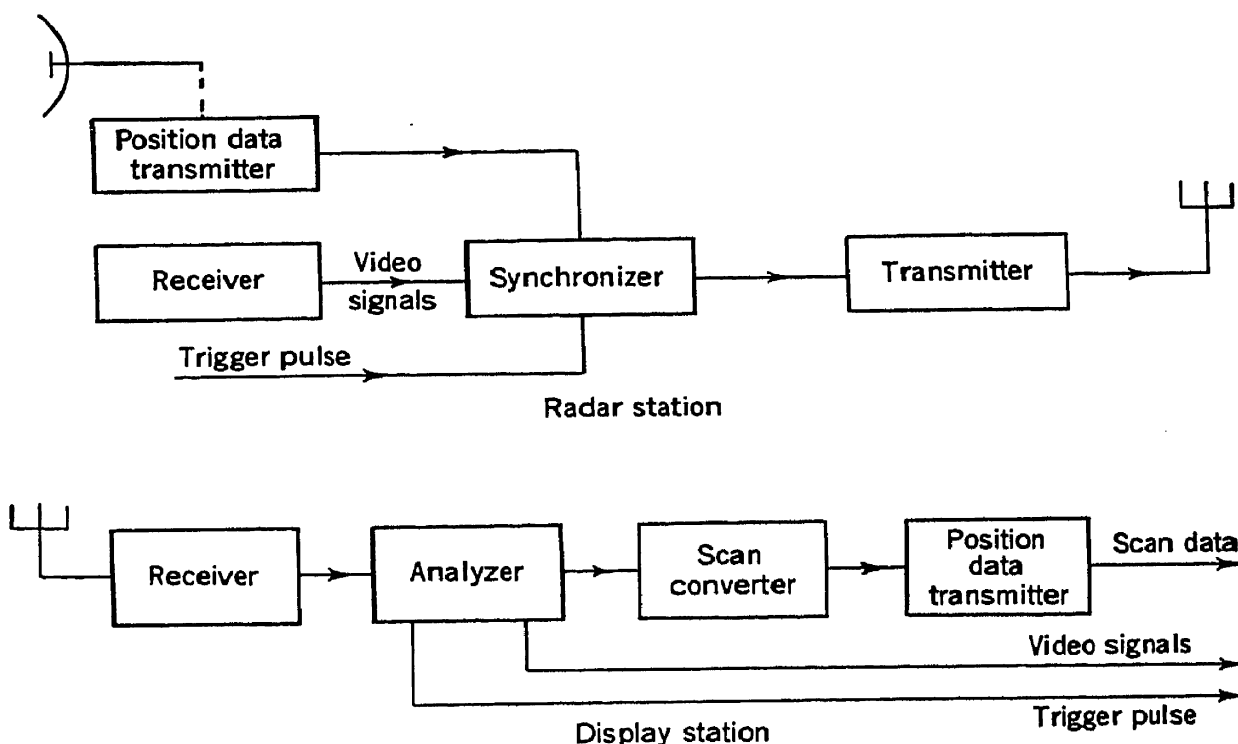 Position data
transmitter
Receiver
Video
signals
Synchronizer
Transmitter
Trigger pulse
Radar station
Receiver
Analyzer
Scan
converter
Position
data
transmitter
Scan data
Video signals
Trigger pulse
Display station